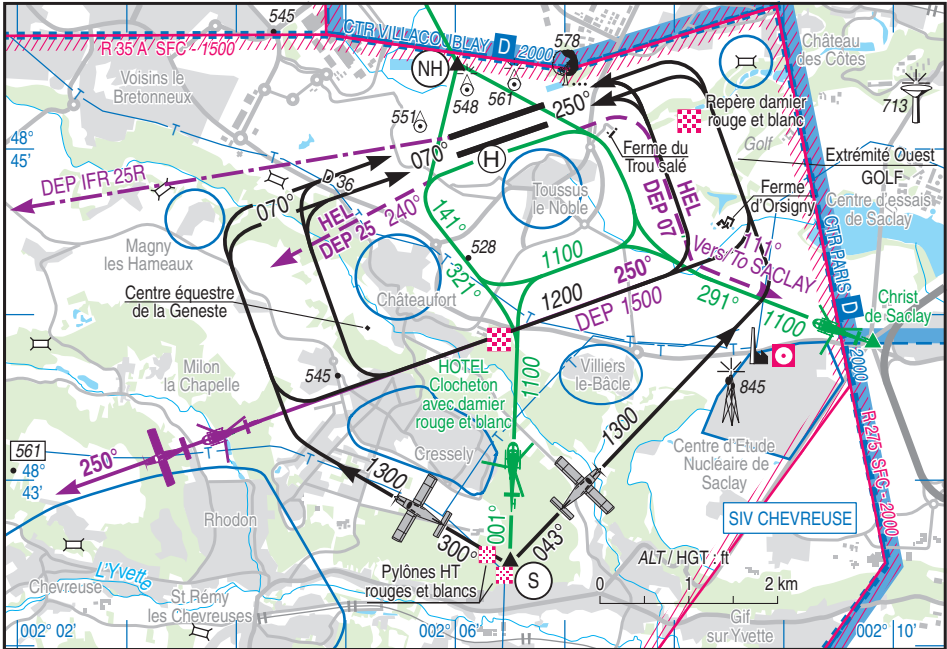 545
CTR VILLACOUBLAY D 2000
578
R 35 A SFC - 1500
Château
des Côtes
Voisins le
Bretonneux
NH
548
561
551
713
250°
Repère damier
rouge et blanc
Golf
48°
45'
070°
H
Ferme du
Trou salé
Extrémité Ouest
GOLF
DEP IFR 25R
D 36
070°
HEL
DEP 25
240°
Toussus
le Noble
HEL
DEP 07
Ferme
d'Orsigny
Centre d'essais
de Saclay
CTR PARIS D 2000
141°
321°
528
171°
Vers/To SACLAY
Magny
les Hameaux
1100
250°
Centre équestre
de la Geneste
Châteaufort
1200
DEP 1500
291°
1100
Christ
de Saclay
Milon
la Chapelle
545
HOTEL
Clocheton
avec damier
rouge et blanc
1100
Villiers
le-Bâcle
845
561
250°
48°
43'
Cressely
1300
1300
Centre d'Etude
Nucléaire de
Saclay
R 275 SFC - 2000
Rhodon
SIV CHEVREUSE
300°
001°
043°
S
Pylônes HT
rouges et blancs
ALT / HGT : ft
0 1 2 km
Chevreuse
L'Yvette
St Rémy
les Chevreuses
Gif
sur Yvette
002° 02'
002° 06'
002° 10'